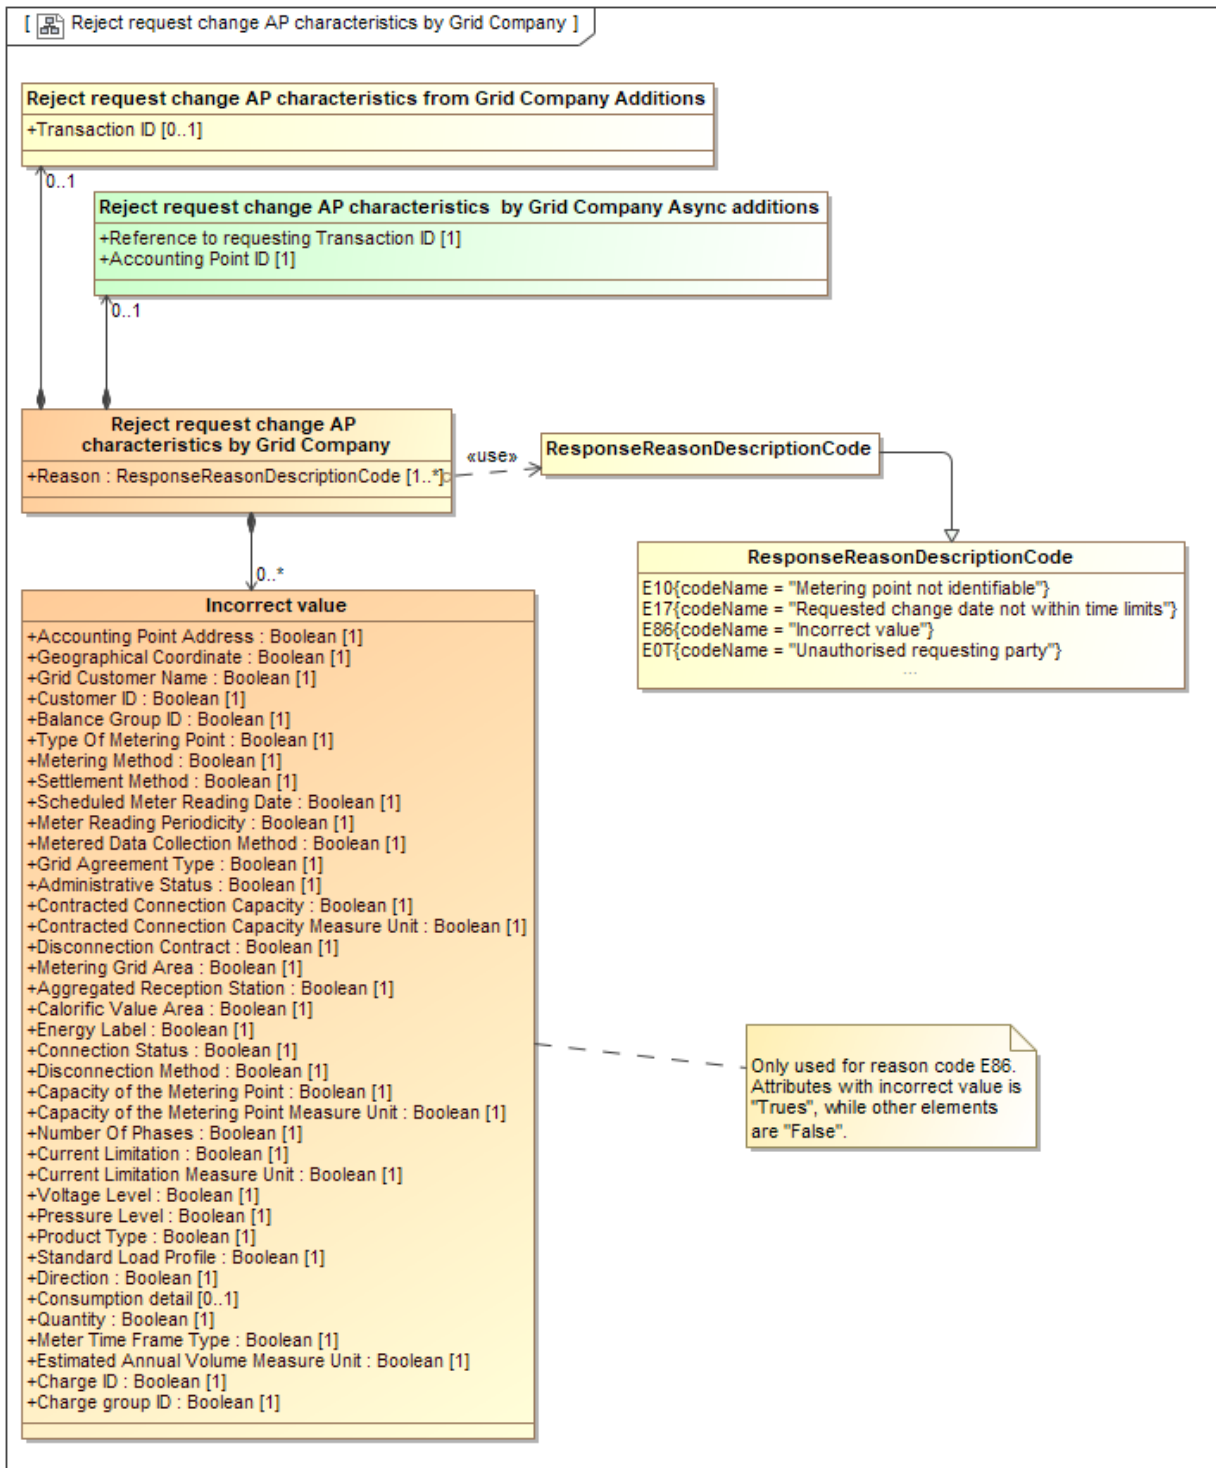 [ Reject request change AP characteristics by Grid Company ]
Reject request change AP characteristics from Grid Company Additions
+Transaction ID [0..1]
0..1
Reject request change AP characteristics  by Grid Company Async additions
+Reference to requesting Transaction ID [1]
+Accounting Point ID [1]
0..1
Reject request change AP
characteristics by Grid Company
+Reason : ResponseReasonDescriptionCode [1..*]
«use»
ResponseReasonDescriptionCode
ResponseReasonDescriptionCode
E10{codeName = "Metering point not identifiable"}
E17{codeName = "Requested change date not within time limits"}
E86{codeName = "Incorrect value"}
E0T{codeName = "Unauthorised requesting party"}
...
0..*
Incorrect value
+Accounting Point Address : Boolean [1]
+Geographical Coordinate : Boolean [1]
+Grid Customer Name : Boolean [1]
+Customer ID : Boolean [1]
+Balance Group ID : Boolean [1]
+Type Of Metering Point : Boolean [1]
+Metering Method : Boolean [1]
+Settlement Method : Boolean [1]
+Scheduled Meter Reading Date : Boolean [1]
+Meter Reading Periodicity : Boolean [1]
+Metered Data Collection Method : Boolean [1]
+Grid Agreement Type : Boolean [1]
+Administrative Status : Boolean [1]
+Contracted Connection Capacity : Boolean [1]
+Contracted Connection Capacity Measure Unit : Boolean [1]
+Disconnection Contract : Boolean [1]
+Metering Grid Area : Boolean [1]
+Aggregated Reception Station : Boolean [1]
+Calorific Value Area : Boolean [1]
+Energy Label : Boolean [1]
+Connection Status : Boolean [1]
+Disconnection Method : Boolean [1]
+Capacity of the Metering Point : Boolean [1]
+Capacity of the Metering Point Measure Unit : Boolean [1]
+Number Of Phases : Boolean [1]
+Current Limitation : Boolean [1]
+Current Limitation Measure Unit : Boolean [1]
+Voltage Level : Boolean [1]
+Pressure Level : Boolean [1]
+Product Type : Boolean [1]
+Standard Load Profile : Boolean [1]
+Direction : Boolean [1]
+Consumption detail [0..1]
+Quantity : Boolean [1]
+Meter Time Frame Type : Boolean [1]
+Estimated Annual Volume Measure Unit : Boolean [1]
+Charge ID : Boolean [1]
+Charge group ID : Boolean [1]
Only used for reason code E86.
Attributes with incorrect value is
"Trues", while other elements
are "False".